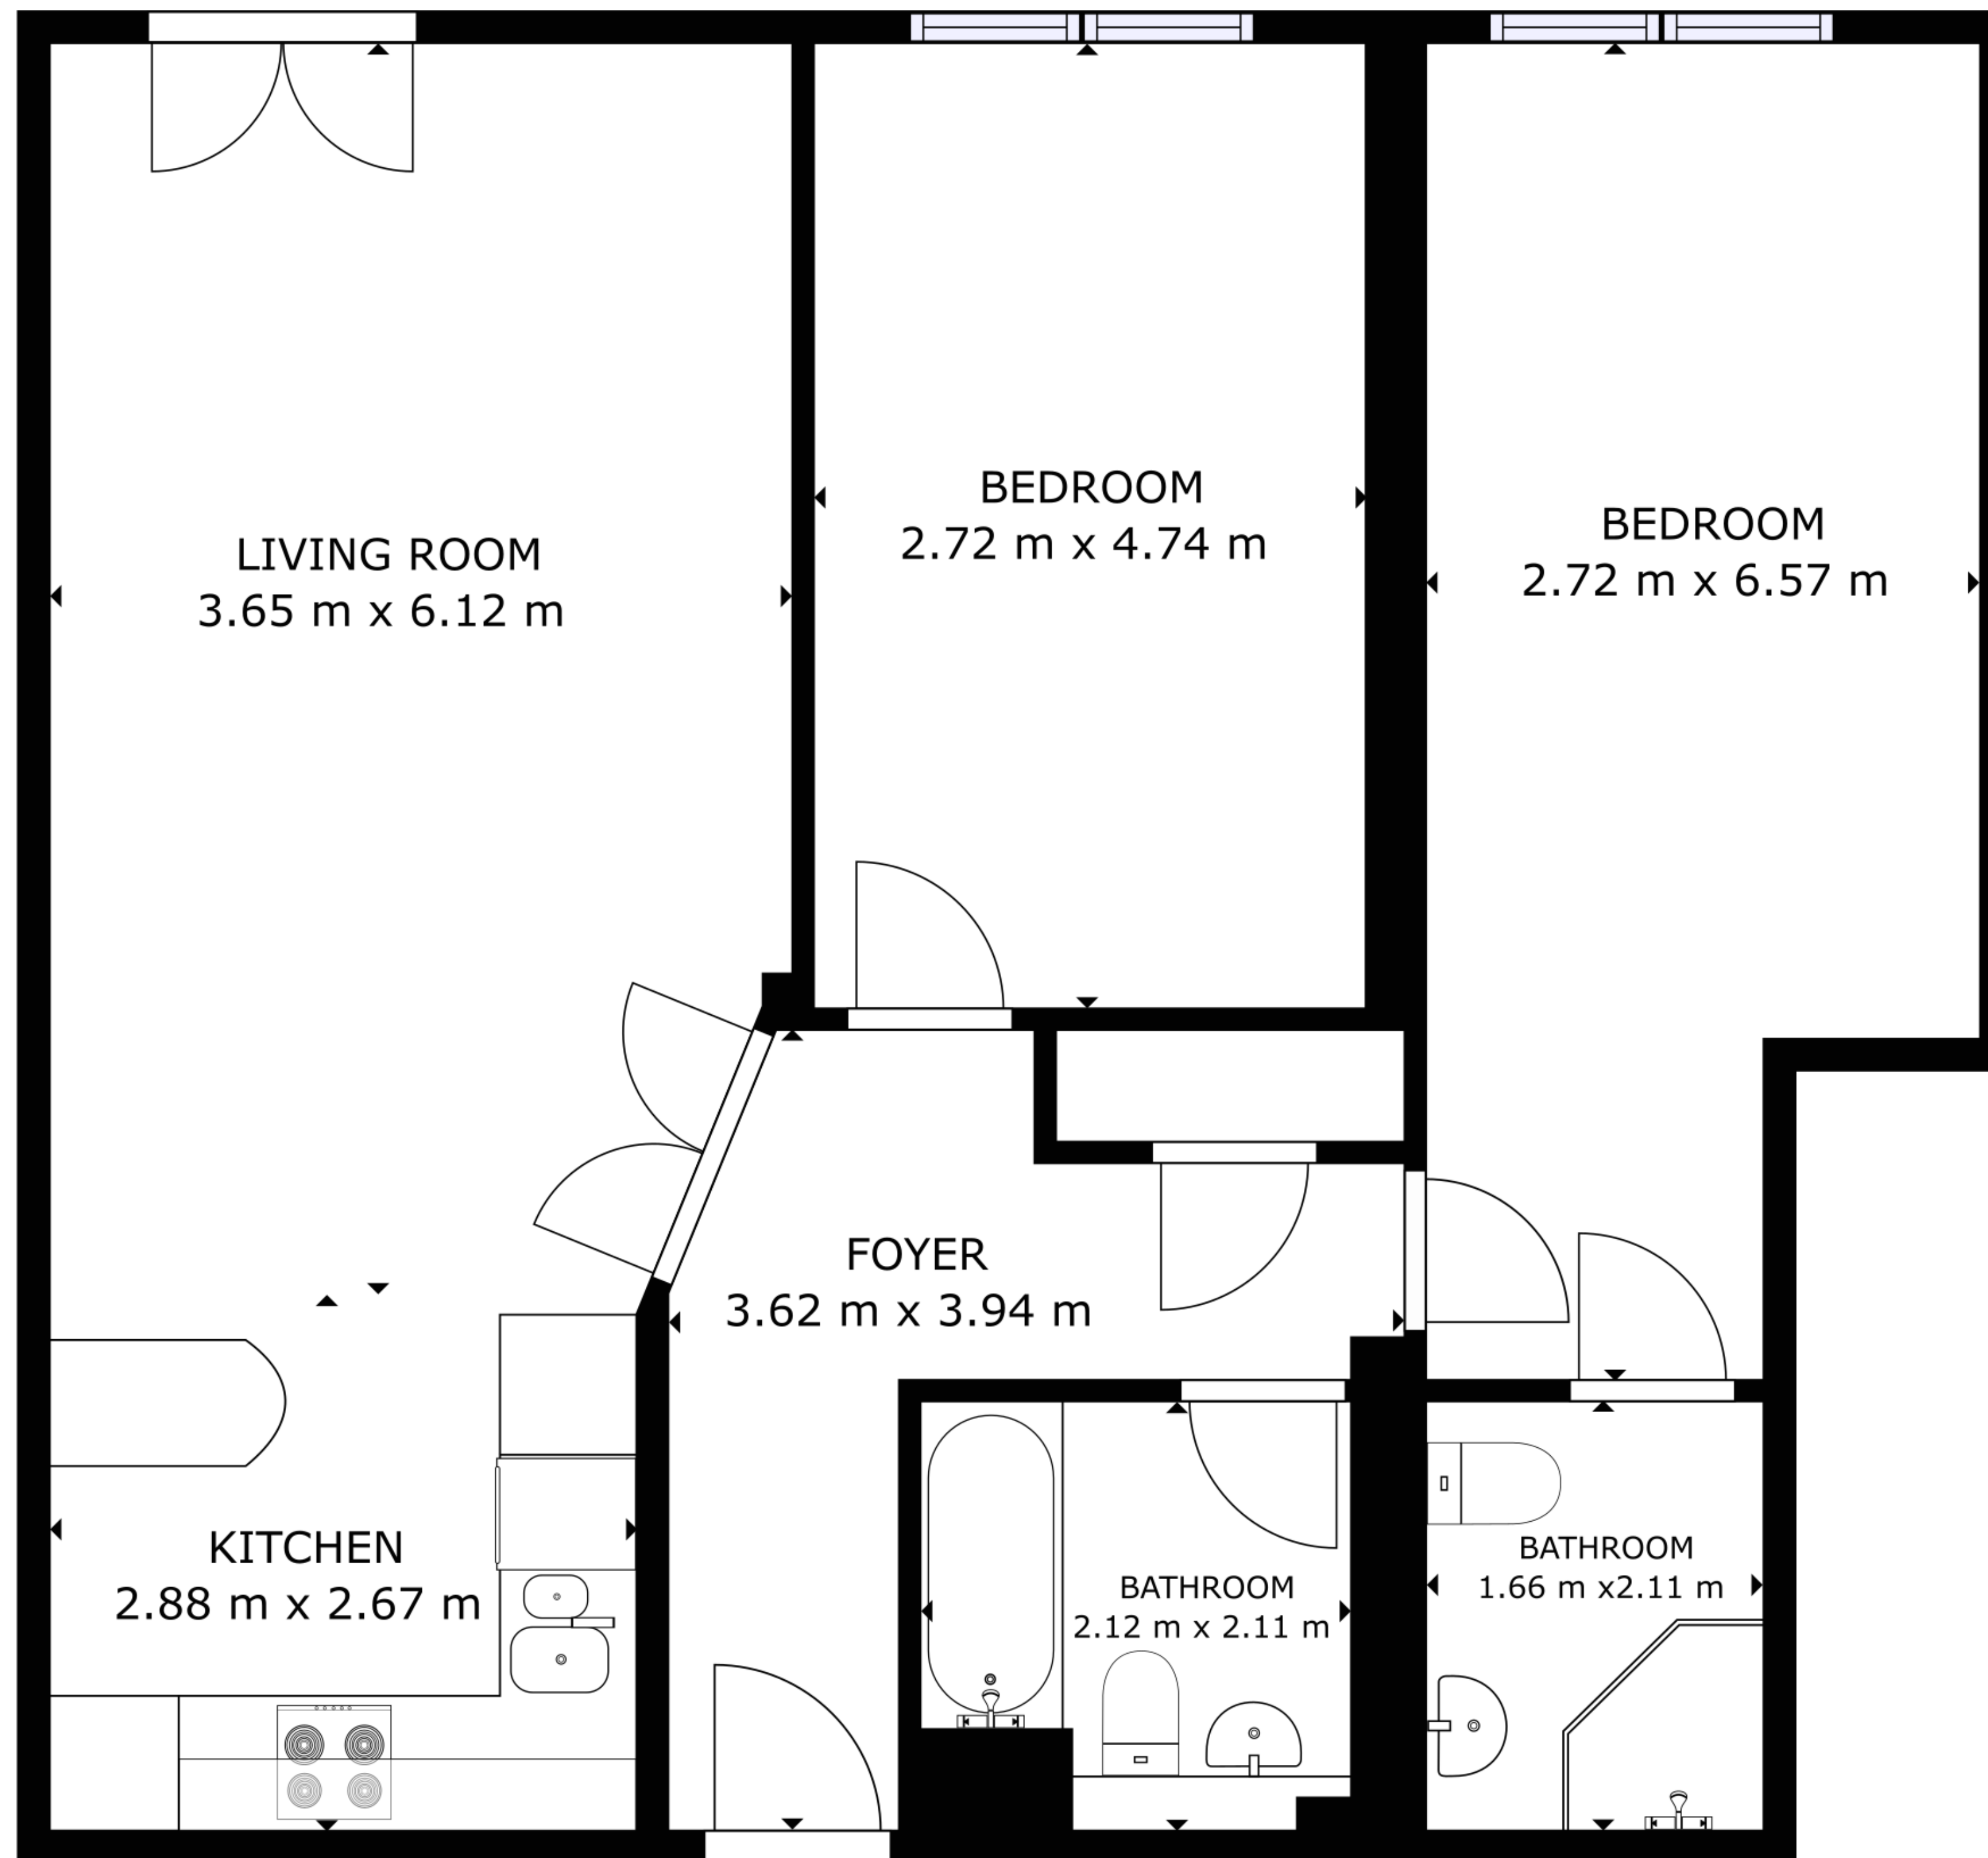 LIVING ROOM
3.65 m x 6.12 m
BEDROOM
2.72 m x 4.74 m
BEDROOM
2.72 m x 6.57 m
FOYER
3.62 m x 3.94 m
KITCHEN
2.88 m x 2.67 m
BATHROOM
2.12 m x 2.11 m
BATHROOM
1.66 m x2.11 m